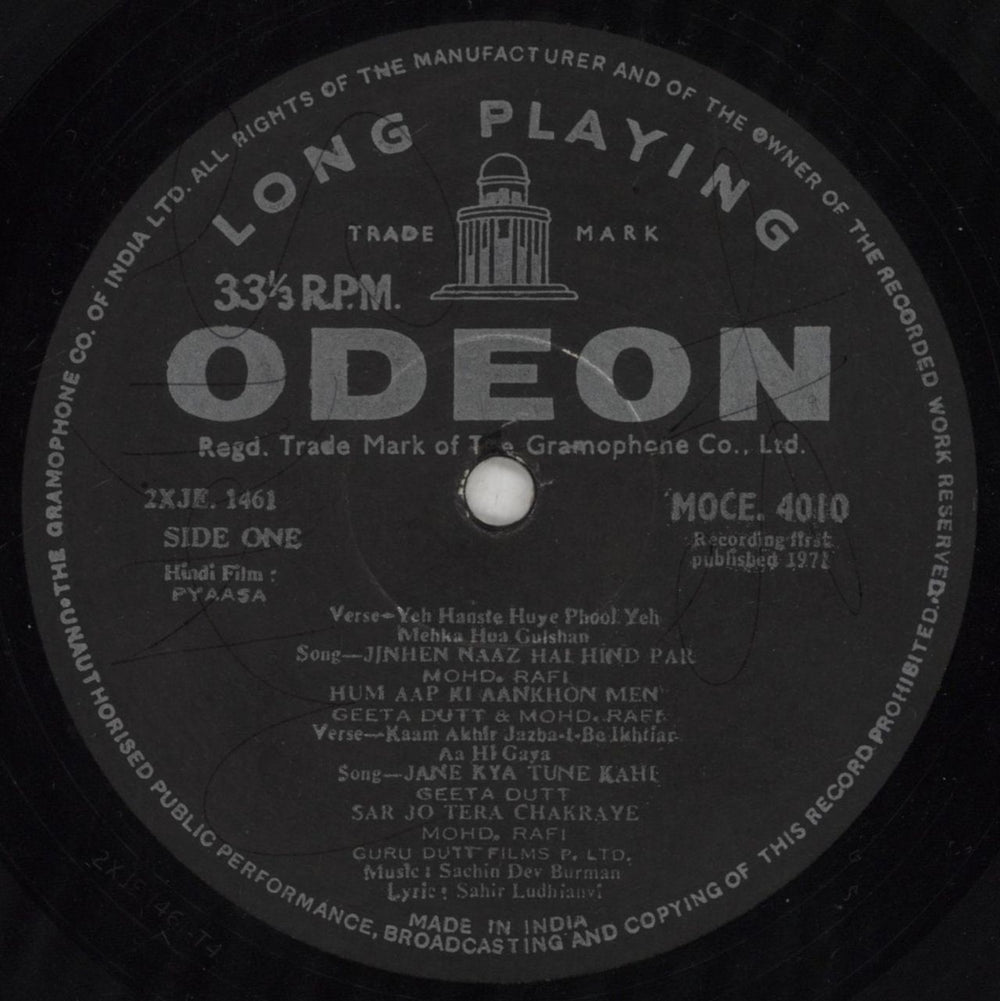 THE GRAMOPHONE CO. OF INDIA LTD. ALL RIGHTS OF THE MANUFACTURER AND OF THE OWNER OF THE RECORDED WORK RESERVED.
UNAUTHORISED PUBLIC PERFORMANCE, BROADCASTING AND COPYING OF THIS RECORD PROHIBITED.
LONG PLAYING
TRADE MARK
33⅓ R.P.M.
ODEON
Regd. Trade Mark of The Gramophone Co., Ltd.
2XJE. 1461
SIDE ONE
Hindi Film :
PYAASA
MOCE. 4010
Recording first
published 1971
Verse—Yeh Hanste Huye Phool Yeh
Mehka Hua Gulshan
Song—JINHEN NAAZ HAI HIND PAR
MOHD. RAFI
HUM AAP KI AANKHON MEN
GEETA DUTT & MOHD. RAFI
Verse—Kaam Akhir Jazba-I-Be Ikhtiar
Aa Hi Gaya
Song—JANE KYA TUNE KAHI
GEETA DUTT
SAR JO TERA CHAKRAYE
MOHD. RAFI
GURU DUTT FILMS P. LTD.
Music : Sachin Dev Burman
Lyric : Sahir Ludhianvi
MADE IN INDIA